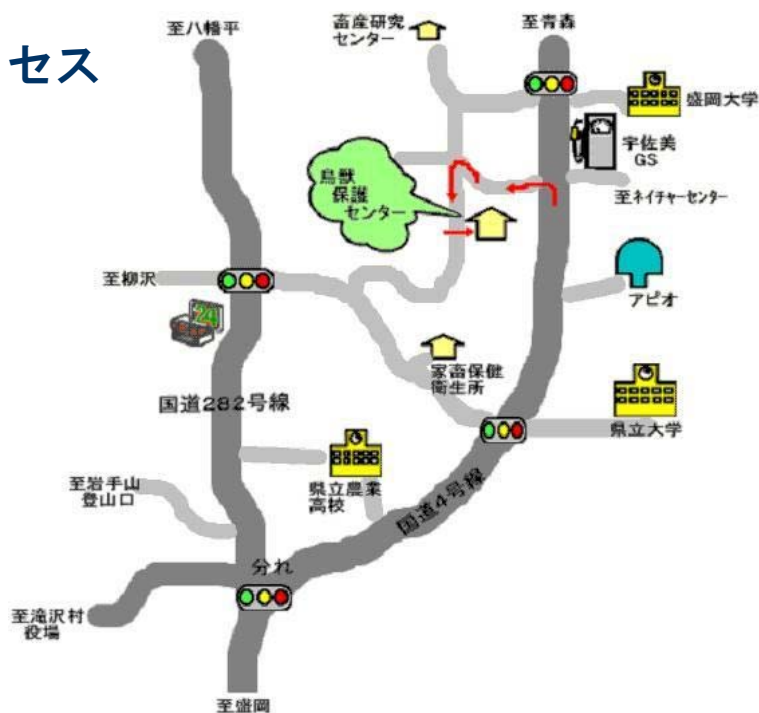 セス
至八幡平
畜産研究
センター
至青森
盛岡大学
宇佐美
GS
鳥獣
保護
センター
至ネイチャーセンター
至柳沢
アピオ
24
家畜保健
衛生所
国道282号線
県立大学
至岩手山
登山口
県立農業
高校
国道4号線
分れ
至滝沢村
役場
至盛岡